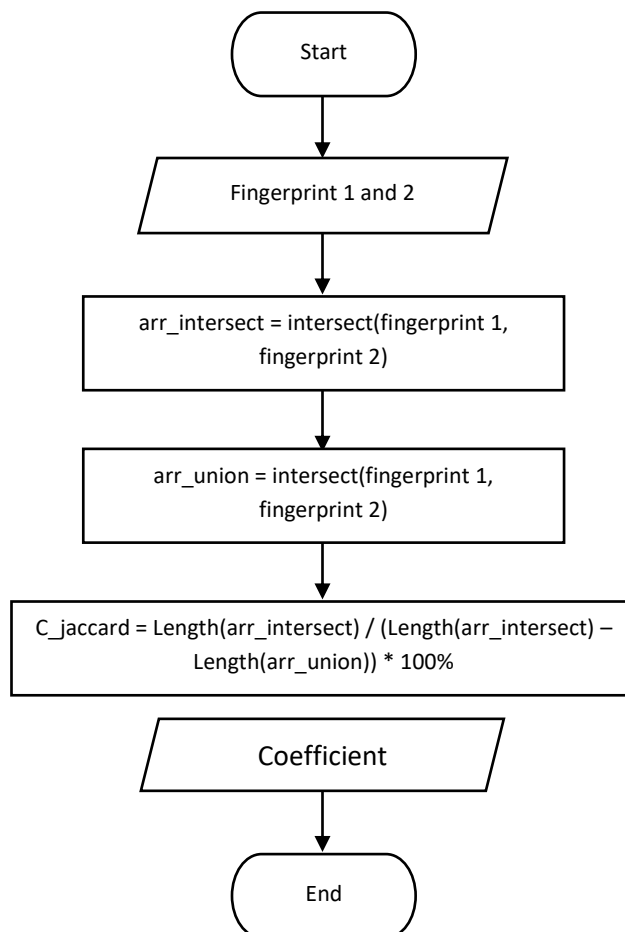 Start
Fingerprint 1 and 2
arr_intersect = intersect(fingerprint 1,
fingerprint 2)
arr_union = intersect(fingerprint 1,
fingerprint 2)
C_jaccard = Length(arr_intersect) / (Length(arr_intersect) –
Length(arr_union)) * 100%
Coefficient
End